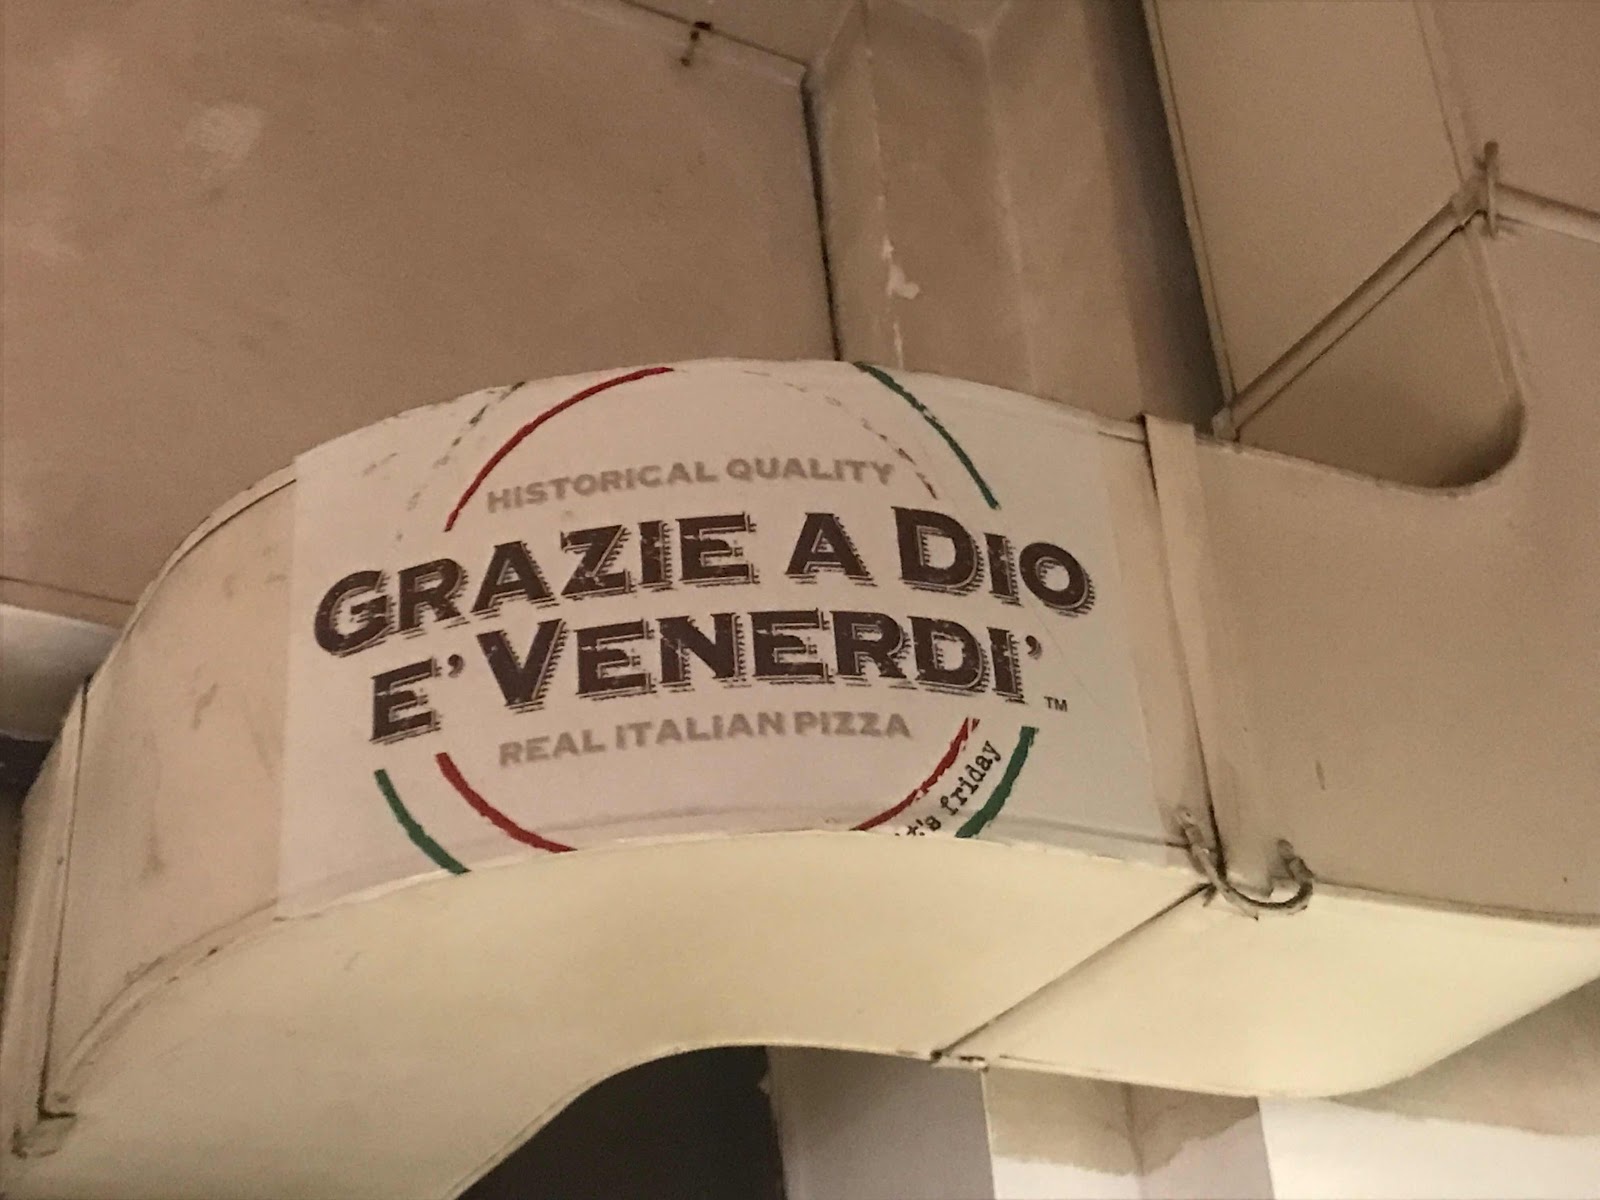 HISTORICAL QUALITY
GRAZIE A DIO
E' VENERDI'
TM
REAL ITALIAN PIZZA
friday